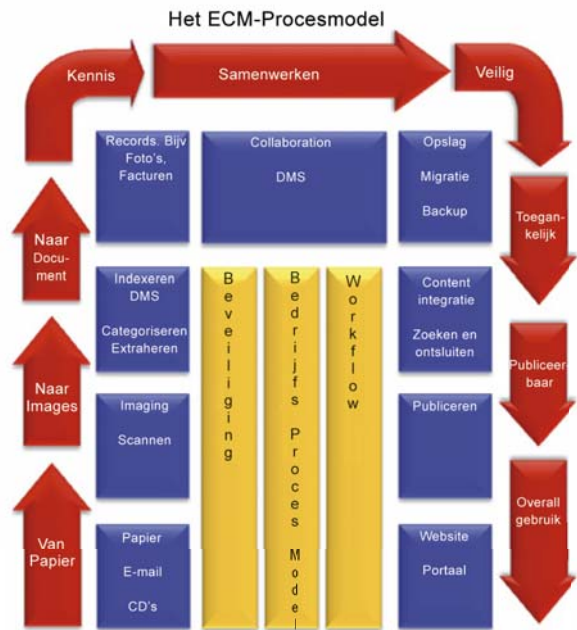 Het ECM-Procesmodel
Kennis
Samenwerken
Veilig
Records. Bijv
Foto's,
Facturen
Collaboration
DMS
Opslag
Migratie
Backup
Naar
Docu-
ment
Toegan-
kelijk
Indexeren
DMS
Categoriseren
Extraheren
Beveiliging
Bedrijfs Proces Model
Workflow
Content
integratie
Zoeken en
ontsluiten
Naar
Images
Publiceer-
baar
Imaging
Scannen
Publiceren
Van
Papier
Overall
gebruik
Papier
E-mail
CD's
Website
Portaal